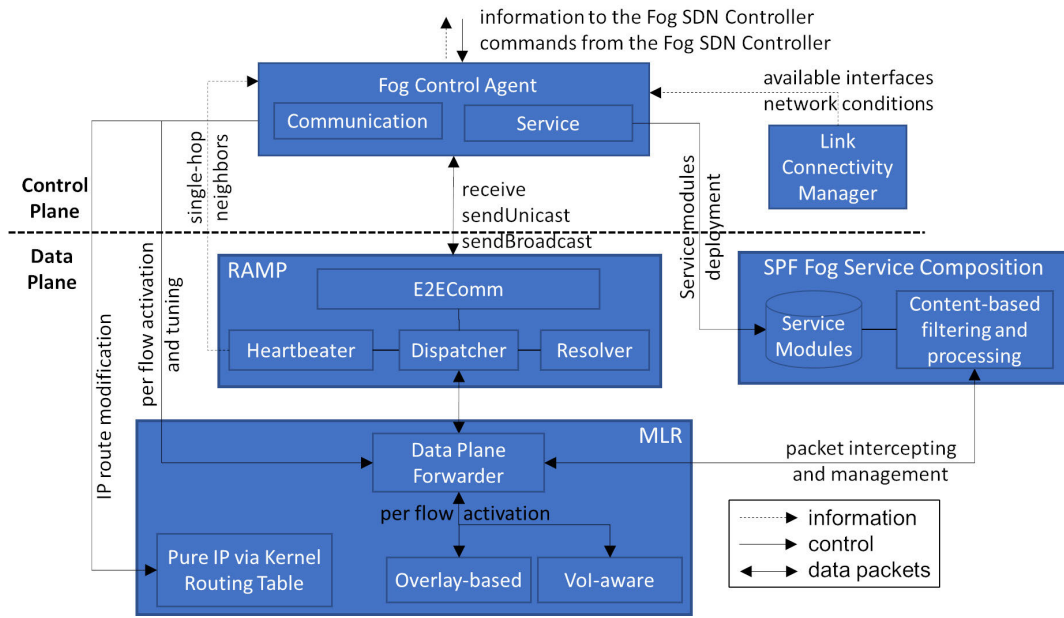 information to the Fog SDN Controller
commands from the Fog SDN Controller
Fog Control Agent
Communication
Service
available interfaces
network conditions
Link
Connectivity
Manager
single-hop
neighbors
Control
Plane
receive
sendUnicast
sendBroadcast
Service modules
deployment
Data
Plane
RAMP
E2EComm
Heartbeater
Dispatcher
Resolver
SPF Fog Service Composition
Service
Modules
Content-based
filtering and
processing
IP route modification
per flow activation
and tuning
MLR
Data Plane
Forwarder
packet intercepting
and management
per flow activation
Pure IP via Kernel
Routing Table
Overlay-based
VoI-aware
information
control
data packets